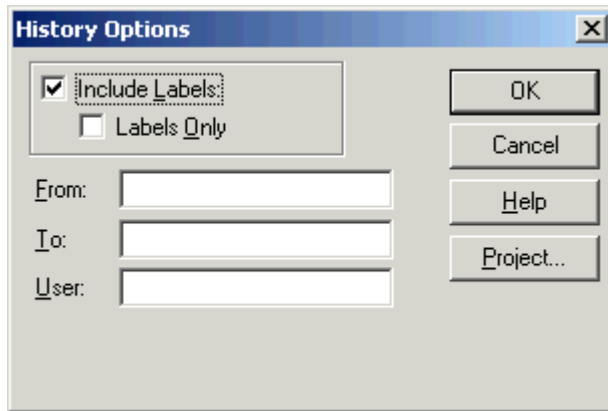 History Options
Include Labels:
Labels Only
From:
To:
User:
OK
Cancel
Help
Project...